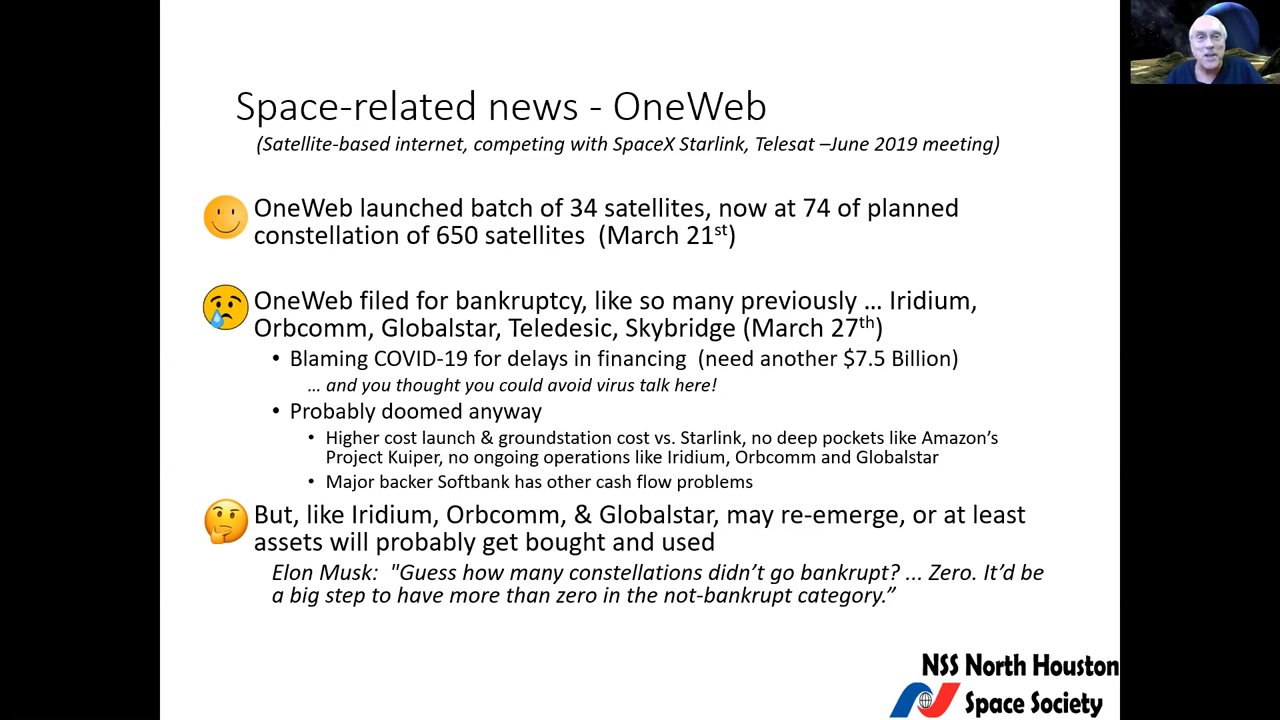 Space-related news - OneWeb
(Satellite-based internet, competing with SpaceX Starlink, Telesat –June 2019 meeting)
OneWeb launched batch of 34 satellites, now at 74 of planned
constellation of 650 satellites (March 21st)
OneWeb filed for bankruptcy, like so many previously … Iridium,
Orbcomm, Globalstar, Teledesic, Skybridge (March 27th)
• Blaming COVID-19 for delays in financing (need another $7.5 Billion)
… and you thought you could avoid virus talk here!
• Probably doomed anyway
• Higher cost launch & groundstation cost vs. Starlink, no deep pockets like Amazon’s
Project Kuiper, no ongoing operations like Iridium, Orbcomm and Globalstar
• Major backer Softbank has other cash flow problems
But, like Iridium, Orbcomm, & Globalstar, may re-emerge, or at least
assets will probably get bought and used
Elon Musk: "Guess how many constellations didn’t go bankrupt? ... Zero. It’d be
a big step to have more than zero in the not-bankrupt category.”
NSS North Houston
Space Society